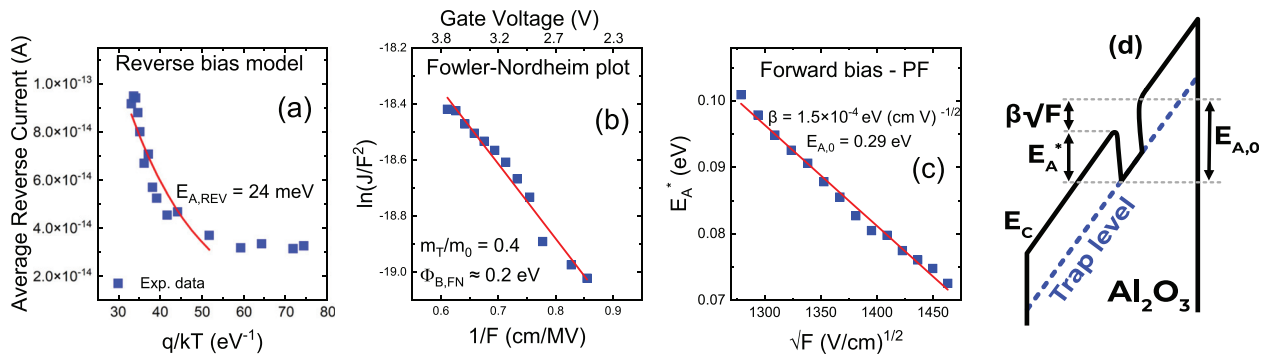 Average Reverse Current (A)
1.0×10⁻¹³
8.0×10⁻¹⁴
6.0×10⁻¹⁴
4.0×10⁻¹⁴
2.0×10⁻¹⁴
Reverse bias model
(a)
E_A,REV = 24 meV
Exp. data
30 40 50 60 70 80
q/kT (eV⁻¹)
Gate Voltage (V)
3.8 3.2 2.8 2.3
ln(J/F²)
-18.2
-18.4
-18.6
-18.8
-19.0
Fowler-Nordheim plot
(b)
m_T/m_0 = 0.4
Φ_B,FN ≈ 0.2 eV
0.6 0.7 0.8 0.9
1/F (cm/MV)
E_A* (eV)
0.10
0.09
0.08
0.07
Forward bias - PF
β = 1.5×10⁻⁴ eV (cm V) ⁻¹/²
E_A,0 = 0.29 eV
(c)
1300 1350 1400 1450
√F (V/cm)¹/²
(d)
β√F
E_A*
E_A,0
E_C
Trap level
Al₂O₃